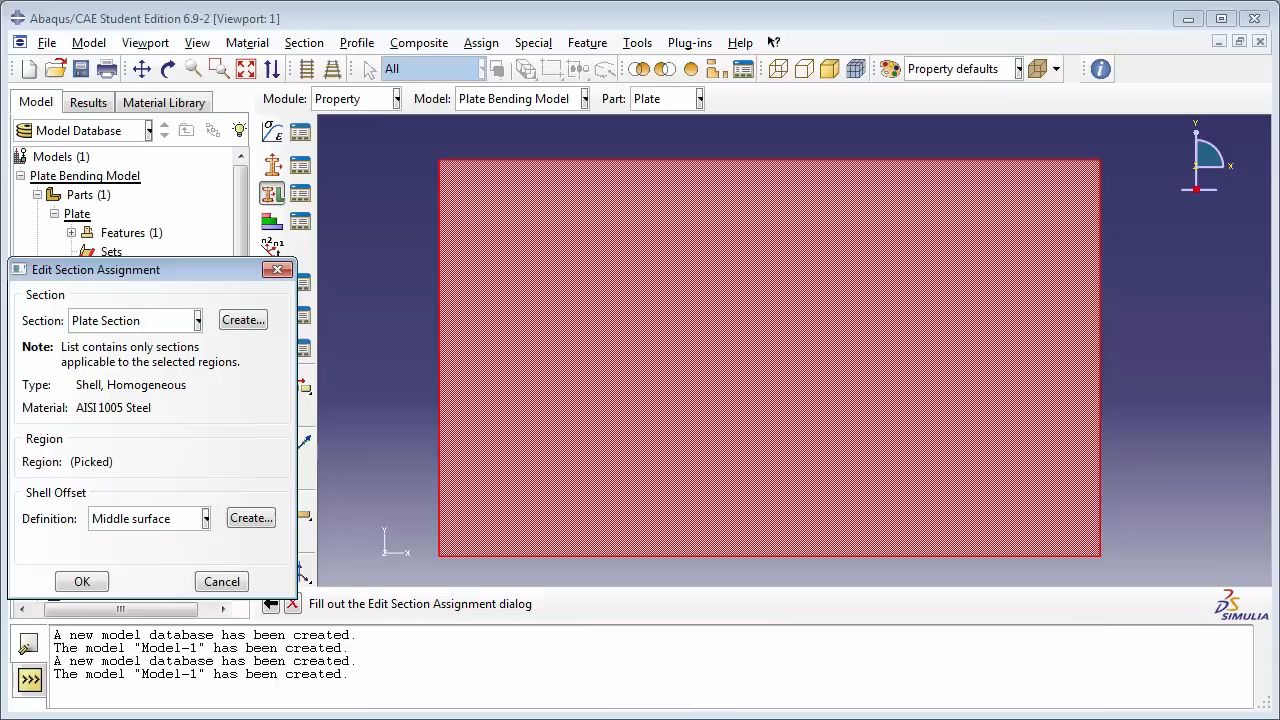 Abaqus/CAE Student Edition 6.9-2 [Viewport: 1]
File Model Viewport View Material Section Profile Composite Assign Special Feature Tools Plug-ins Help
All Property defaults
Model Results Material Library Module: Property Model: Plate Bending Model Part: Plate
Database
(1)
Plate Bending Model
Parts (1)
Plate
Features (1)
Sets
Edit Section Assignment
Section
Section: Plate Section Create...
List contains only sections
applicable to the selected regions.
Shell, Homogeneous
Material: AISI 1005 Steel
Region
Region: (Picked)
Shell Offset
Definition: Middle surface Create...
OK Cancel
Y
X
Y
X
Fill out the Edit Section Assignment dialog
SIMULIA
A new model database has been created.
The model "Model-1" has been created.
A new model database has been created.
The model "Model-1" has been created.
>>>